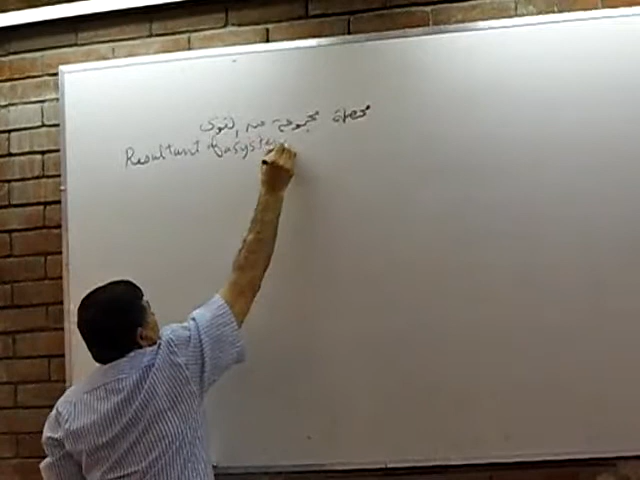 محصلة مجموعة من القوى
Resultant of a system